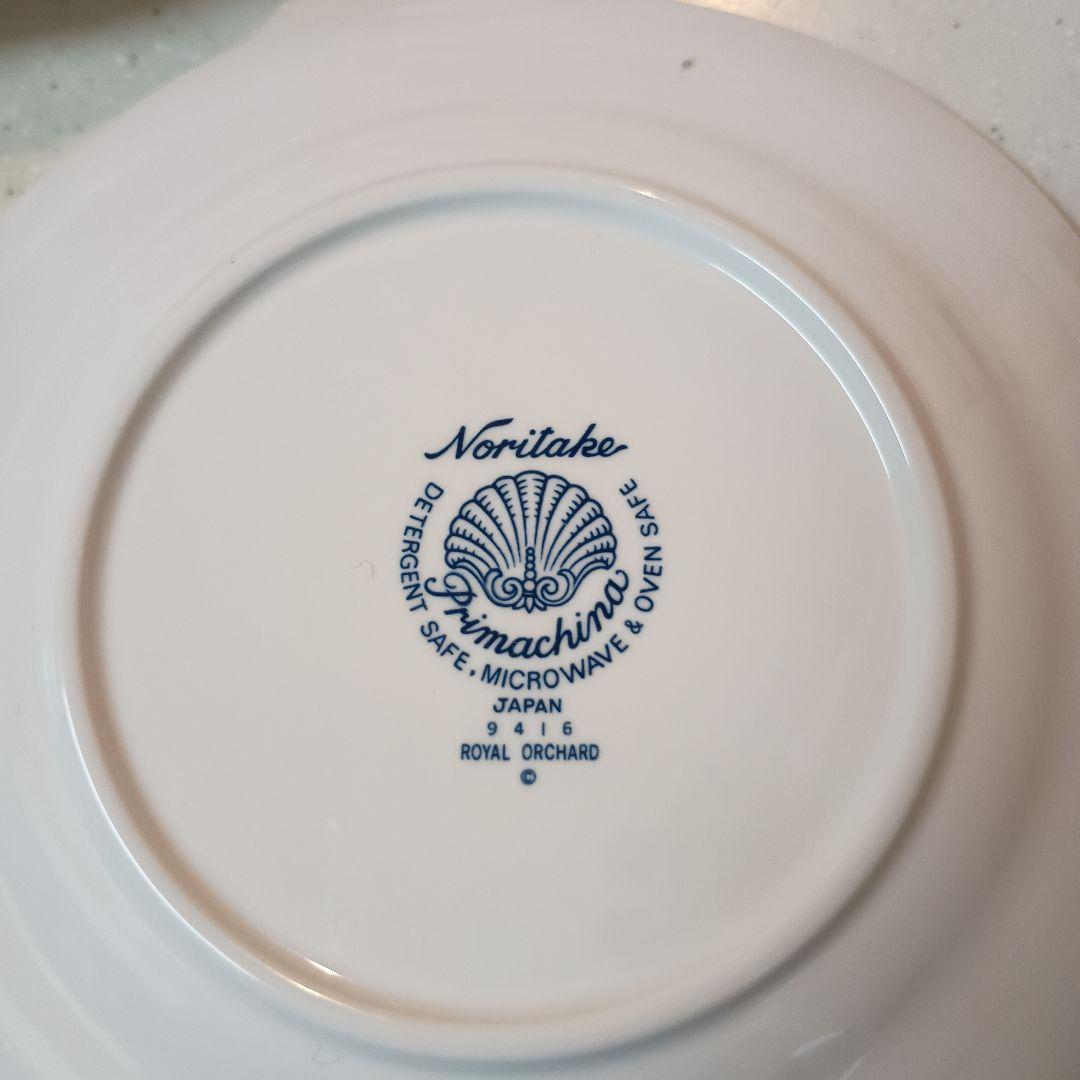 Noritake
DETERGENT SAFE, MICROWAVE & OVEN SAFE
Primachina
JAPAN
9416
ROYAL ORCHARD
©